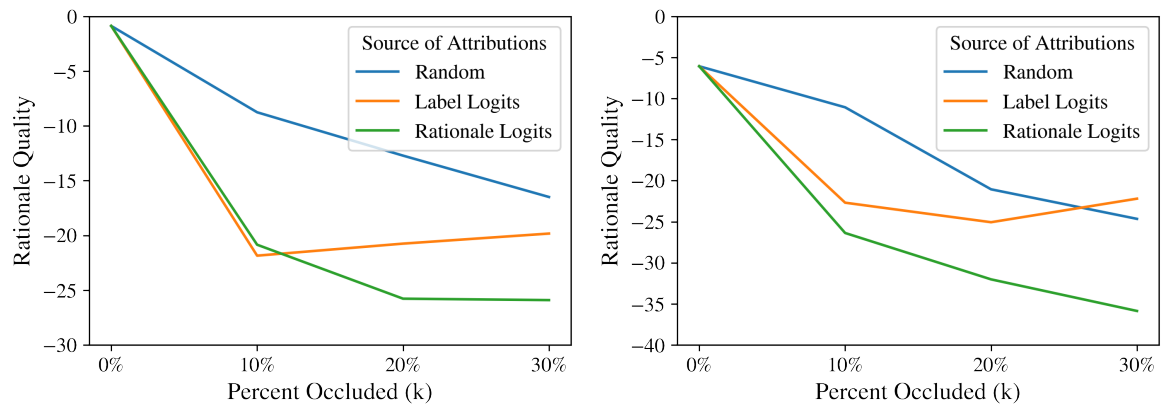 0
−5
−10
−15
−20
−25
−30
Rationale Quality
0%
10%
20%
30%
Percent Occluded (k)
Source of Attributions
Random
Label Logits
Rationale Logits
0
−5
−10
−15
−20
−25
−30
−35
−40
Rationale Quality
0%
10%
20%
30%
Percent Occluded (k)
Source of Attributions
Random
Label Logits
Rationale Logits